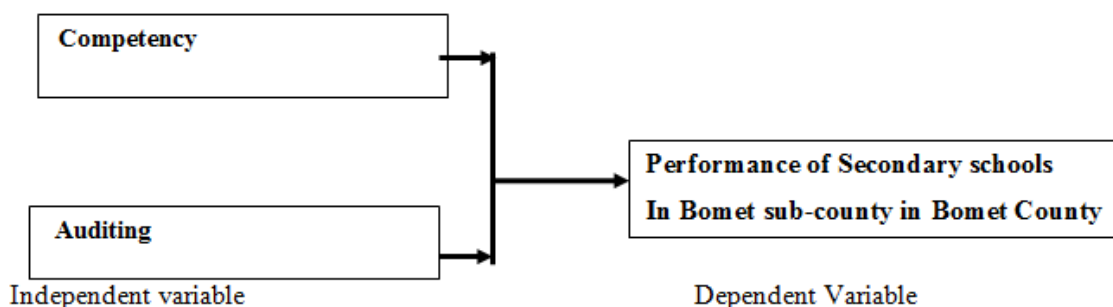 Competency
Performance of Secondary schools
In Bomet sub-county in Bomet County
Auditing
Independent variable
Dependent Variable